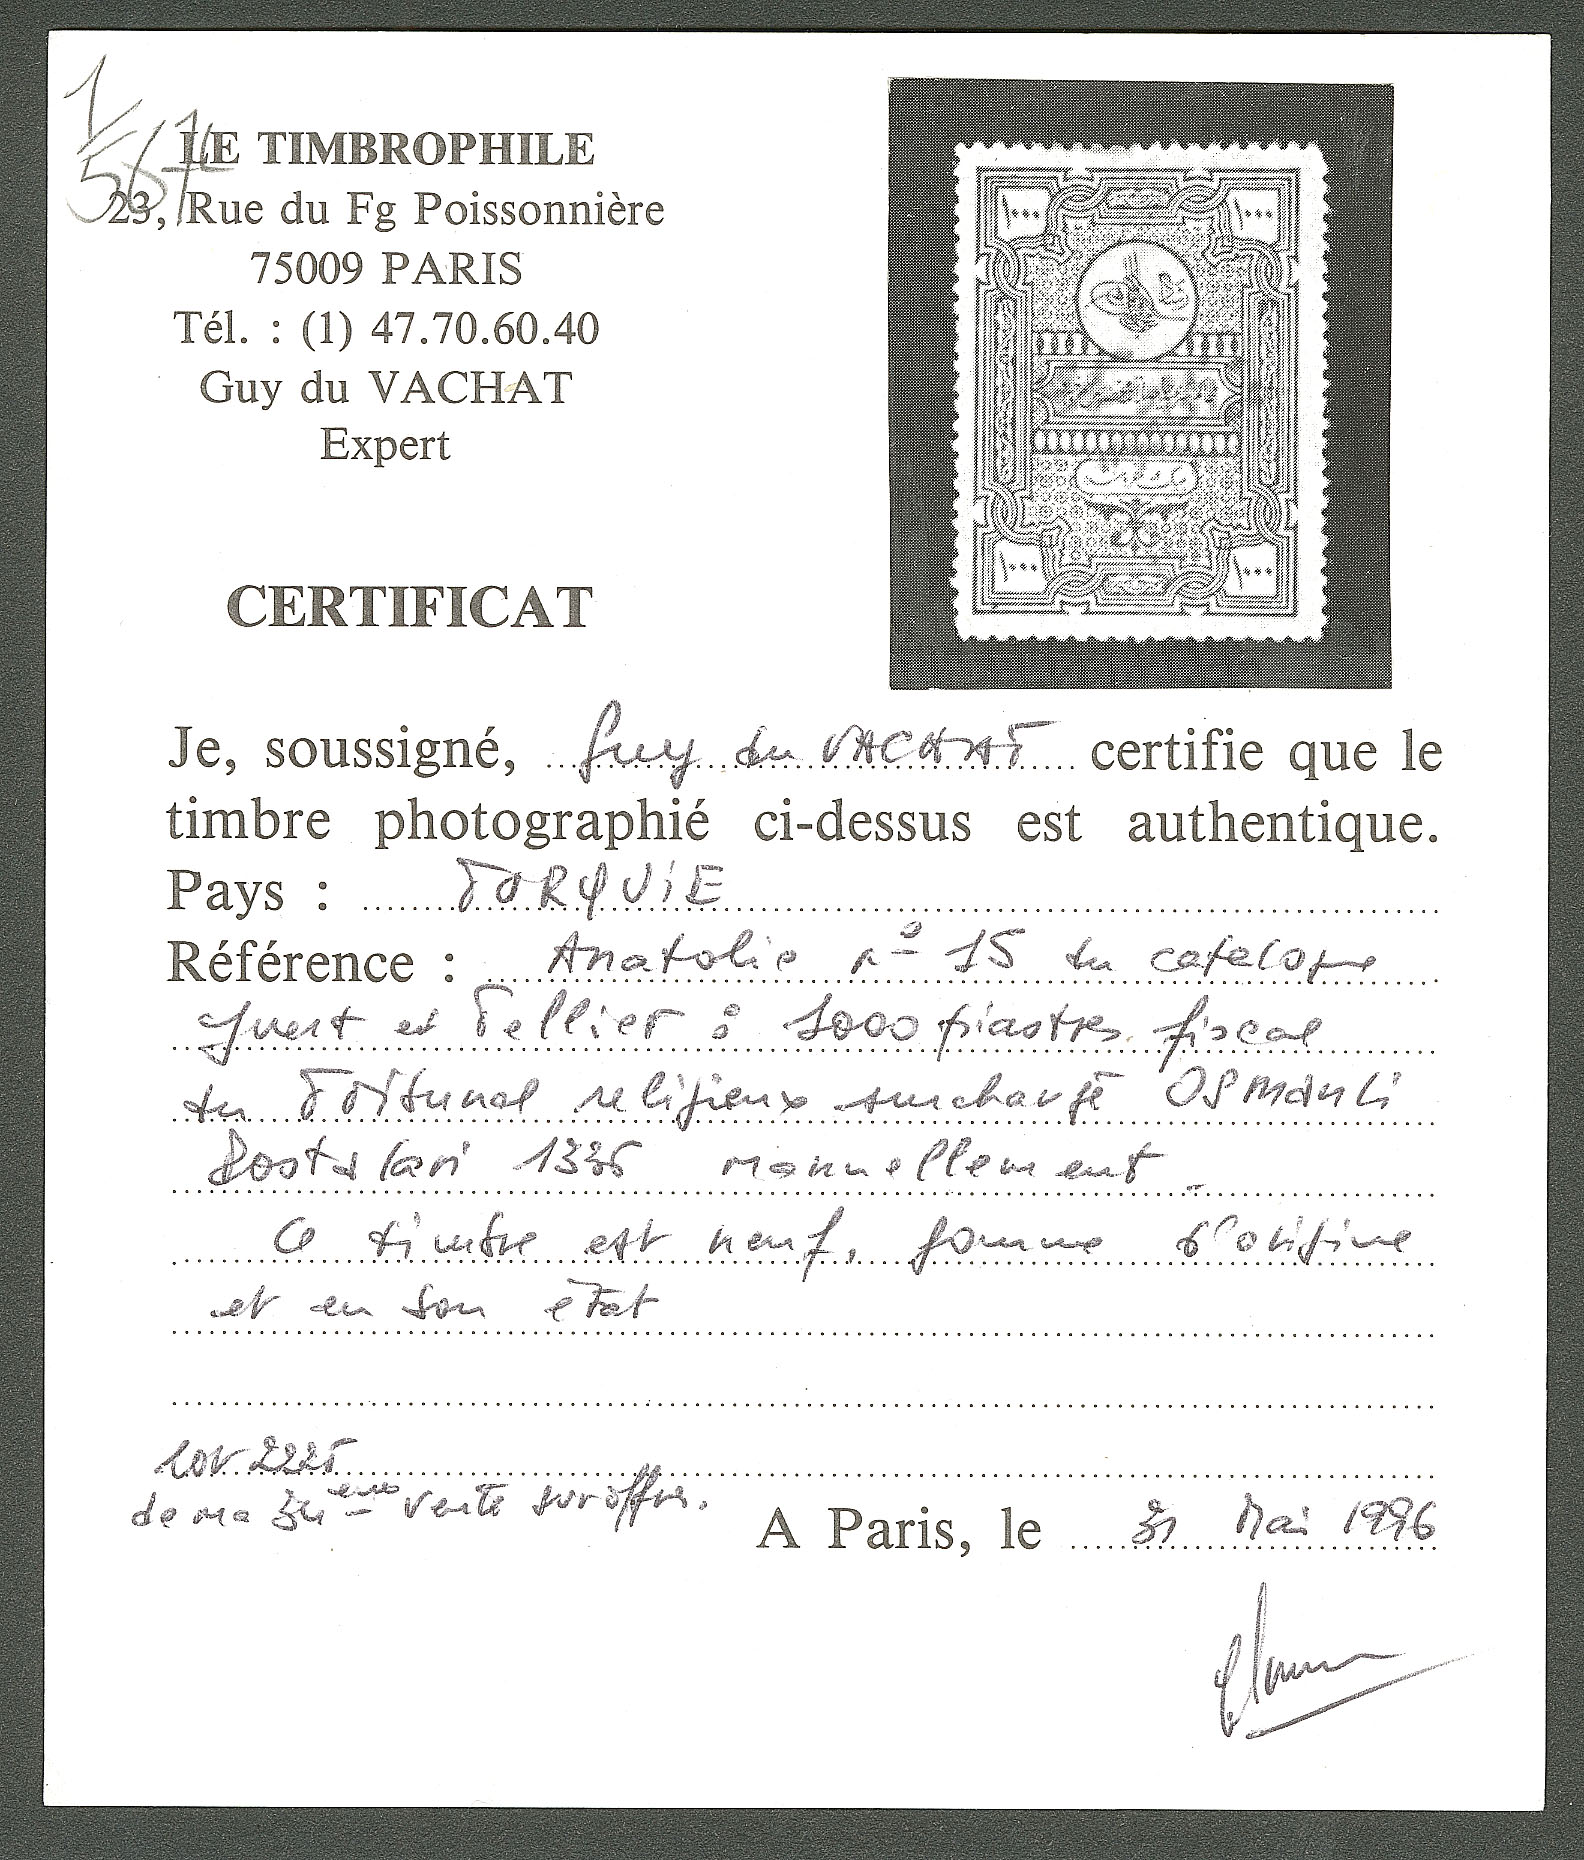 1/567
LE TIMBROPHILE
23, Rue du Fg Poissonnière
75009 PARIS
Tél. : (1) 47.70.60.40
Guy du VACHAT
Expert
CERTIFICAT
Je, soussigné, Guy du VACHAT certifie que le
timbre photographié ci-dessus est authentique.
Pays : TURQUIE
Référence : Anatolie nº 15 du catalogue
Yvert et Tellier : 1000 piastres fiscal
du Tribunal religieux surchargé OSMANLI
Postalari 1336 manuellement.
Ce timbre est neuf, gomme d'origine
et en son état
lot 2225
de ma 34eme vente sur offres.
A Paris, le 31 Mai 1996